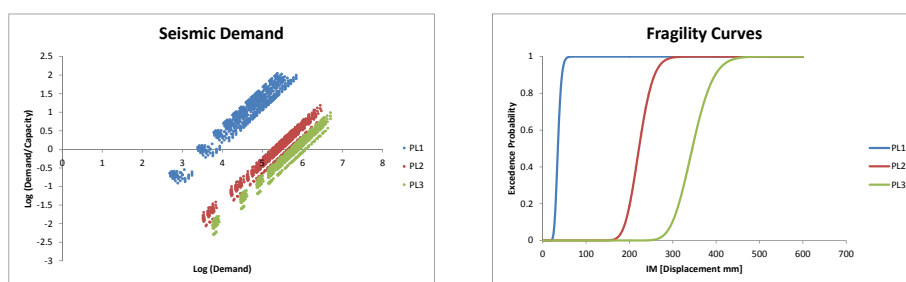 Seismic Demand
2.5
2
1.5
1
0.5
0
-0.5
-1
-1.5
-2
-2.5
-3
0 1 2 3 4 5 6 7 8
Log (Demand/Capacity)
Log (Demand)
PL1
PL2
PL3
Fragility Curves
1
0.8
0.6
0.4
0.2
0
0 100 200 300 400 500 600 700
Excedence Probability
IM [Displacement mm]
PL1
PL2
PL3